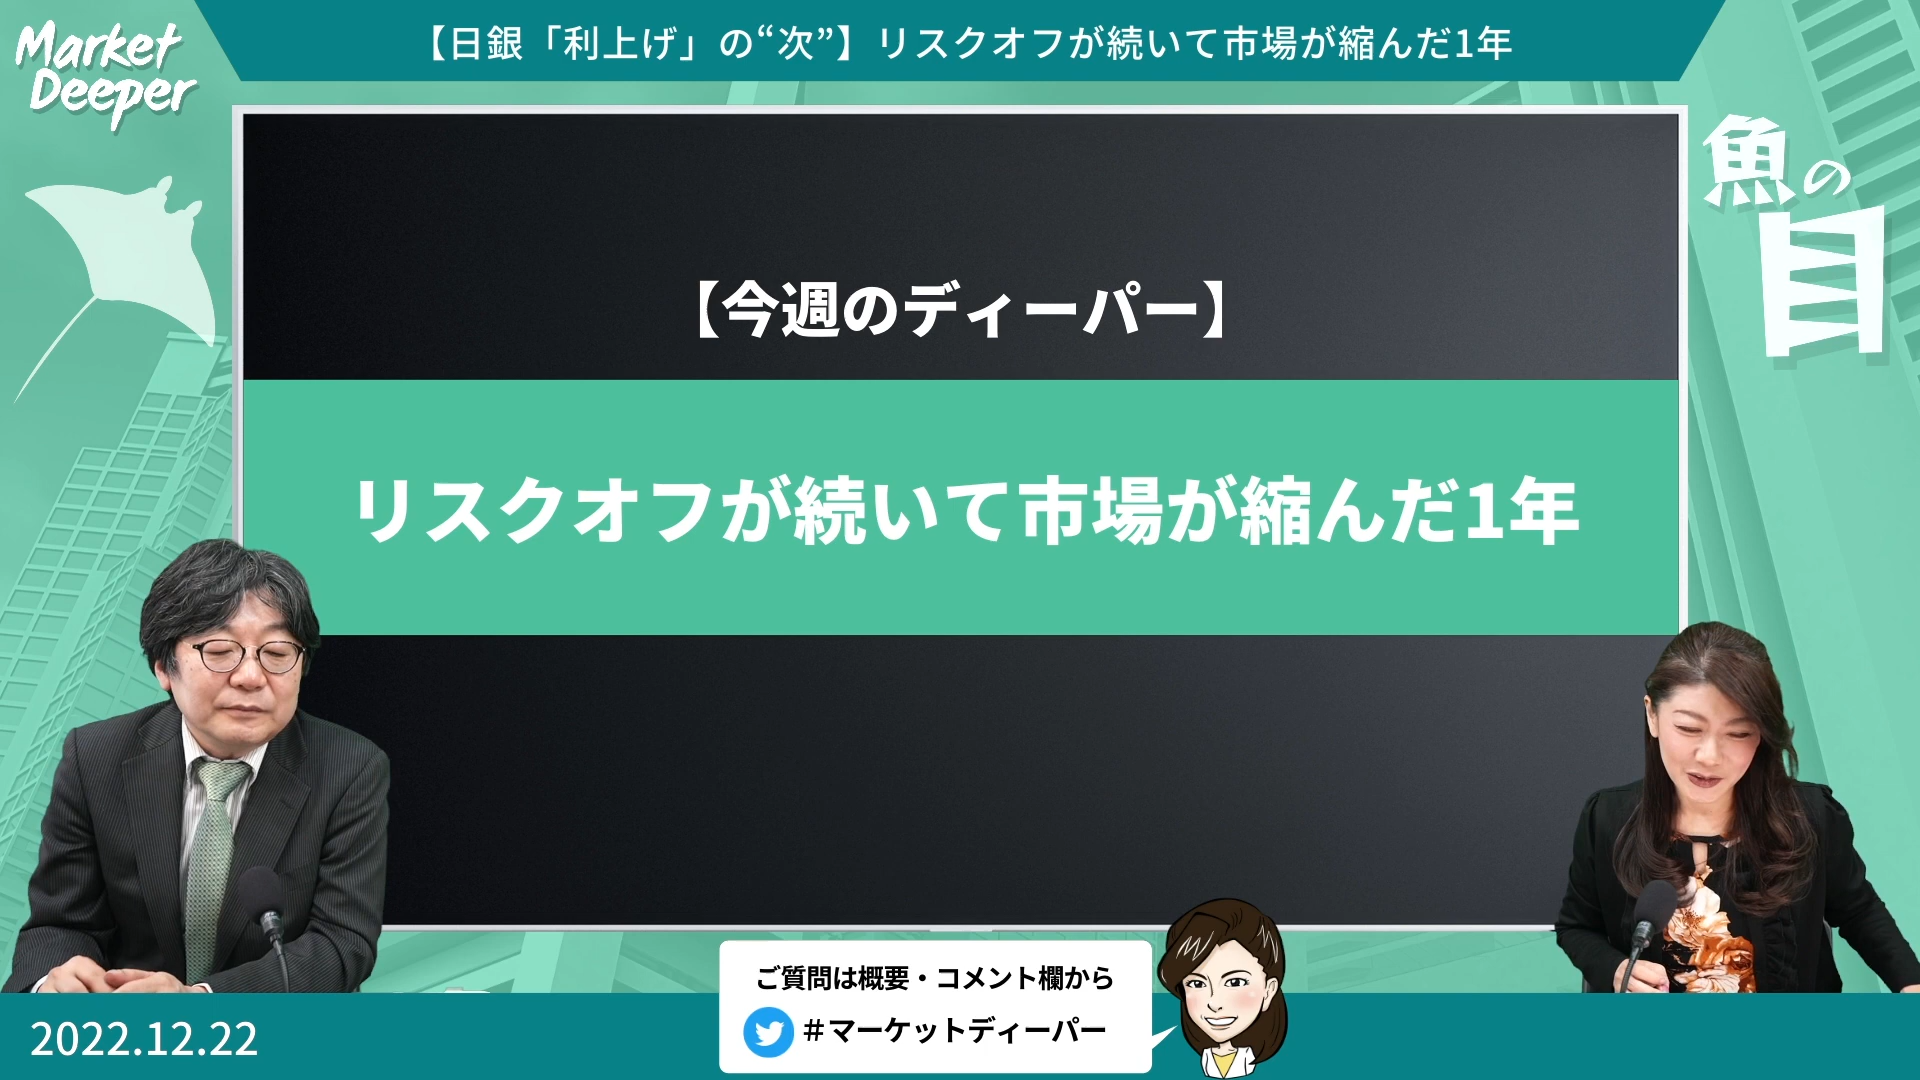 Market
Deeper
【日銀「利上げ」の“次”】リスクオフが続いて市場が縮んだ1年
魚の
目
【今週のディーパー】
リスクオフが続いて市場が縮んだ1年
ご質問は概要・コメント欄から
#マーケットディーパー
2022.12.22